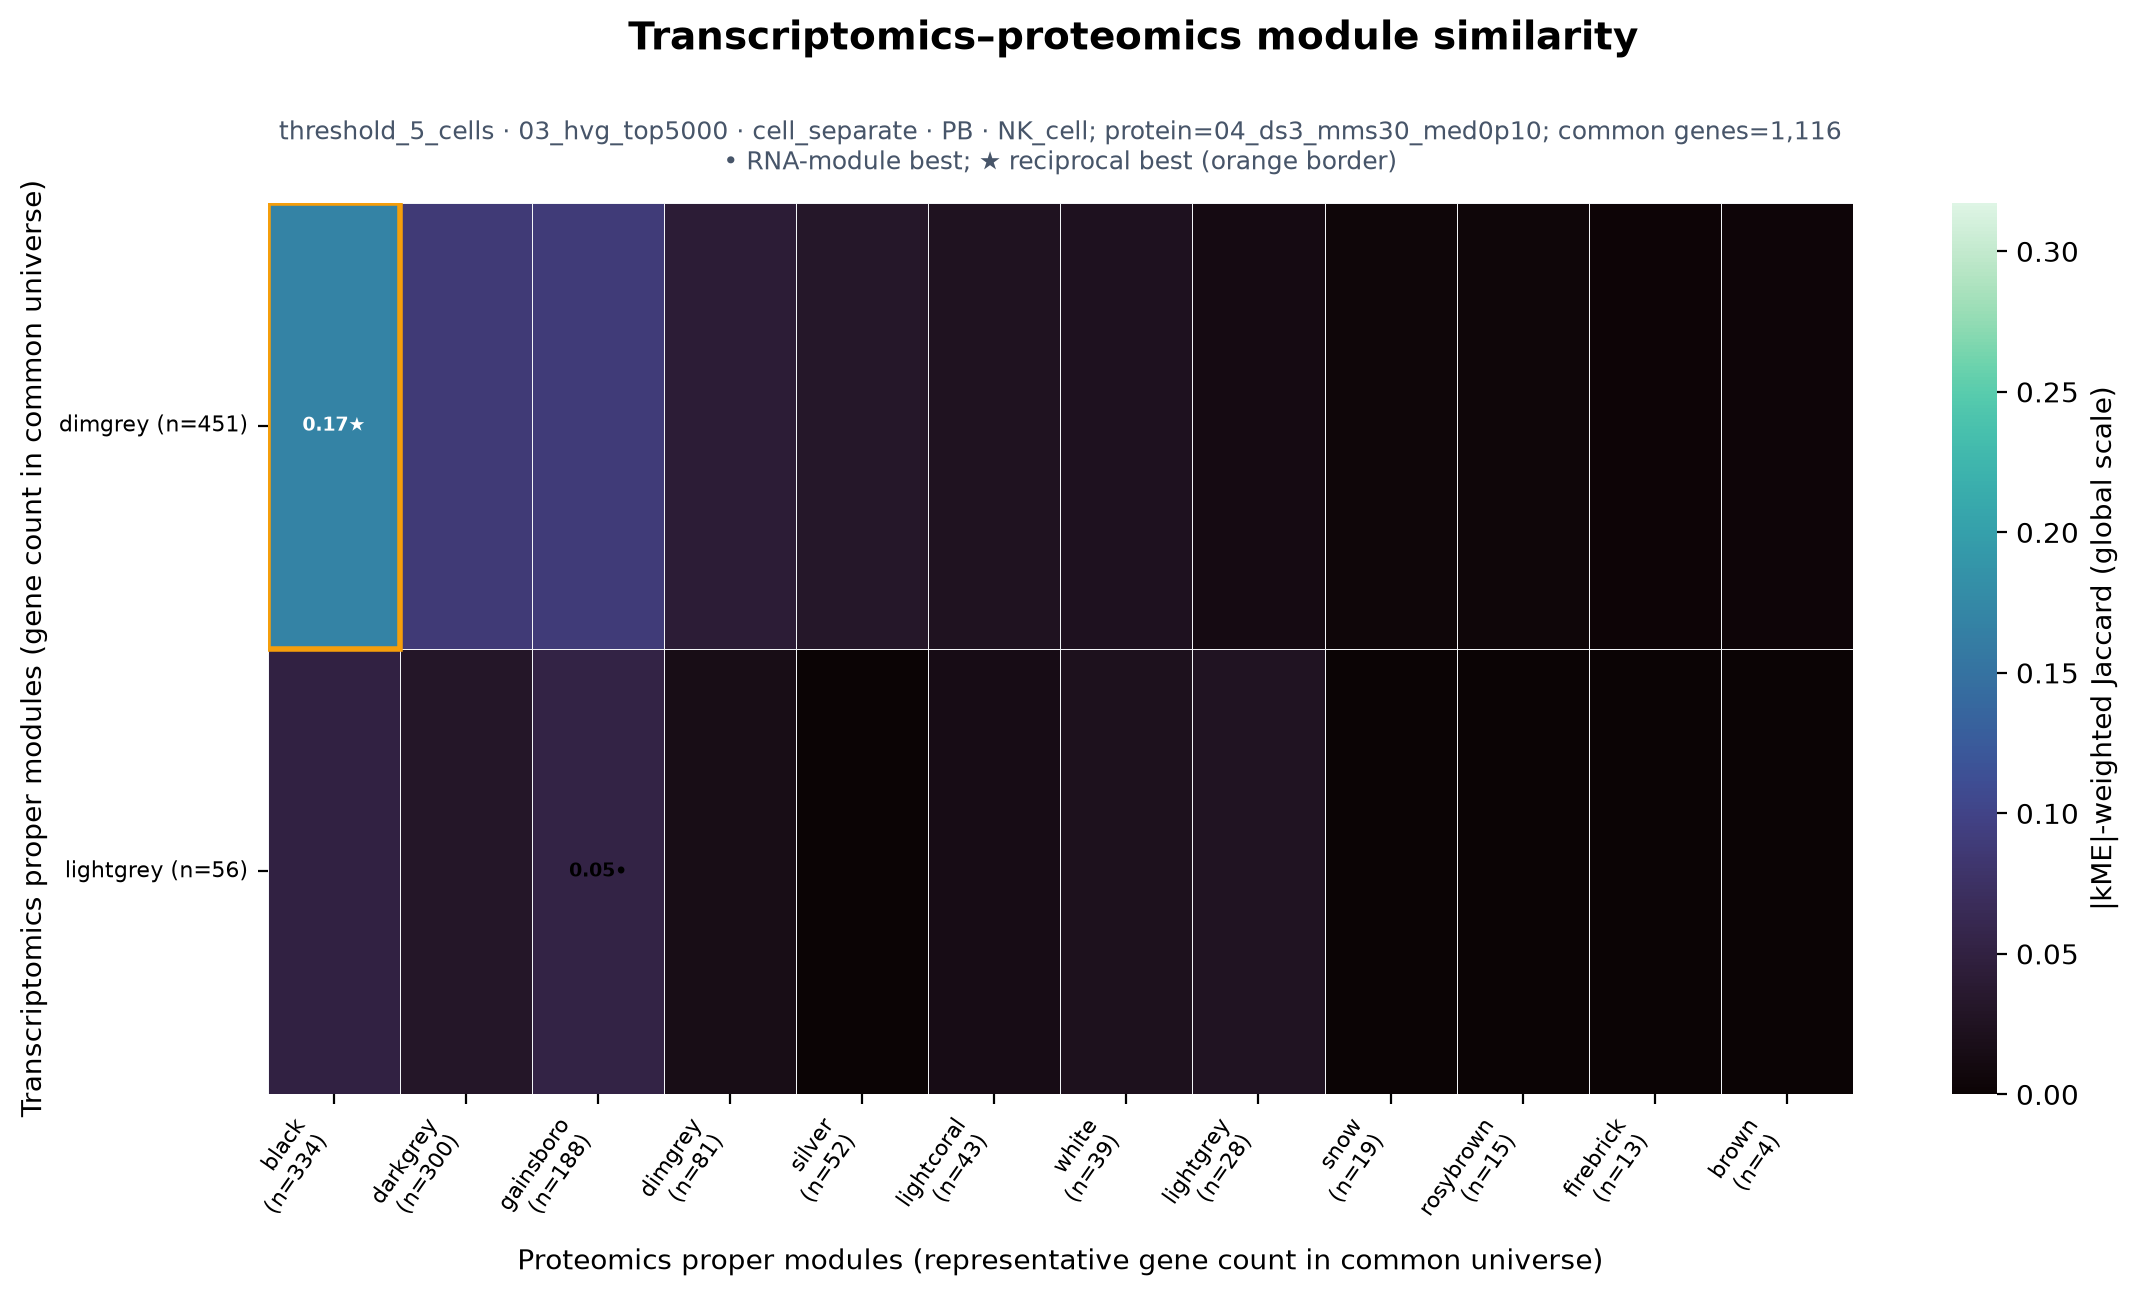 Transcriptomics–proteomics module similarity
threshold_5_cells · 03_hvg_top5000 · cell_separate · PB · NK_cell; protein=04_ds3_mms30_med0p10; common genes=1,116
• RNA-module best; ★ reciprocal best (orange border)
Transcriptomics proper modules (gene count in common universe)
dimgrey (n=451)
lightgrey (n=56)
0.17★
0.05•
black
(n=334)
darkgrey
(n=300)
gainsboro
(n=188)
dimgrey
(n=81)
silver
(n=52)
lightcoral
(n=43)
white
(n=39)
lightgrey
(n=28)
snow
(n=19)
rosybrown
(n=15)
firebrick
(n=13)
brown
(n=4)
Proteomics proper modules (representative gene count in common universe)
0.30
0.25
0.20
0.15
0.10
0.05
0.00
|kME|-weighted Jaccard (global scale)